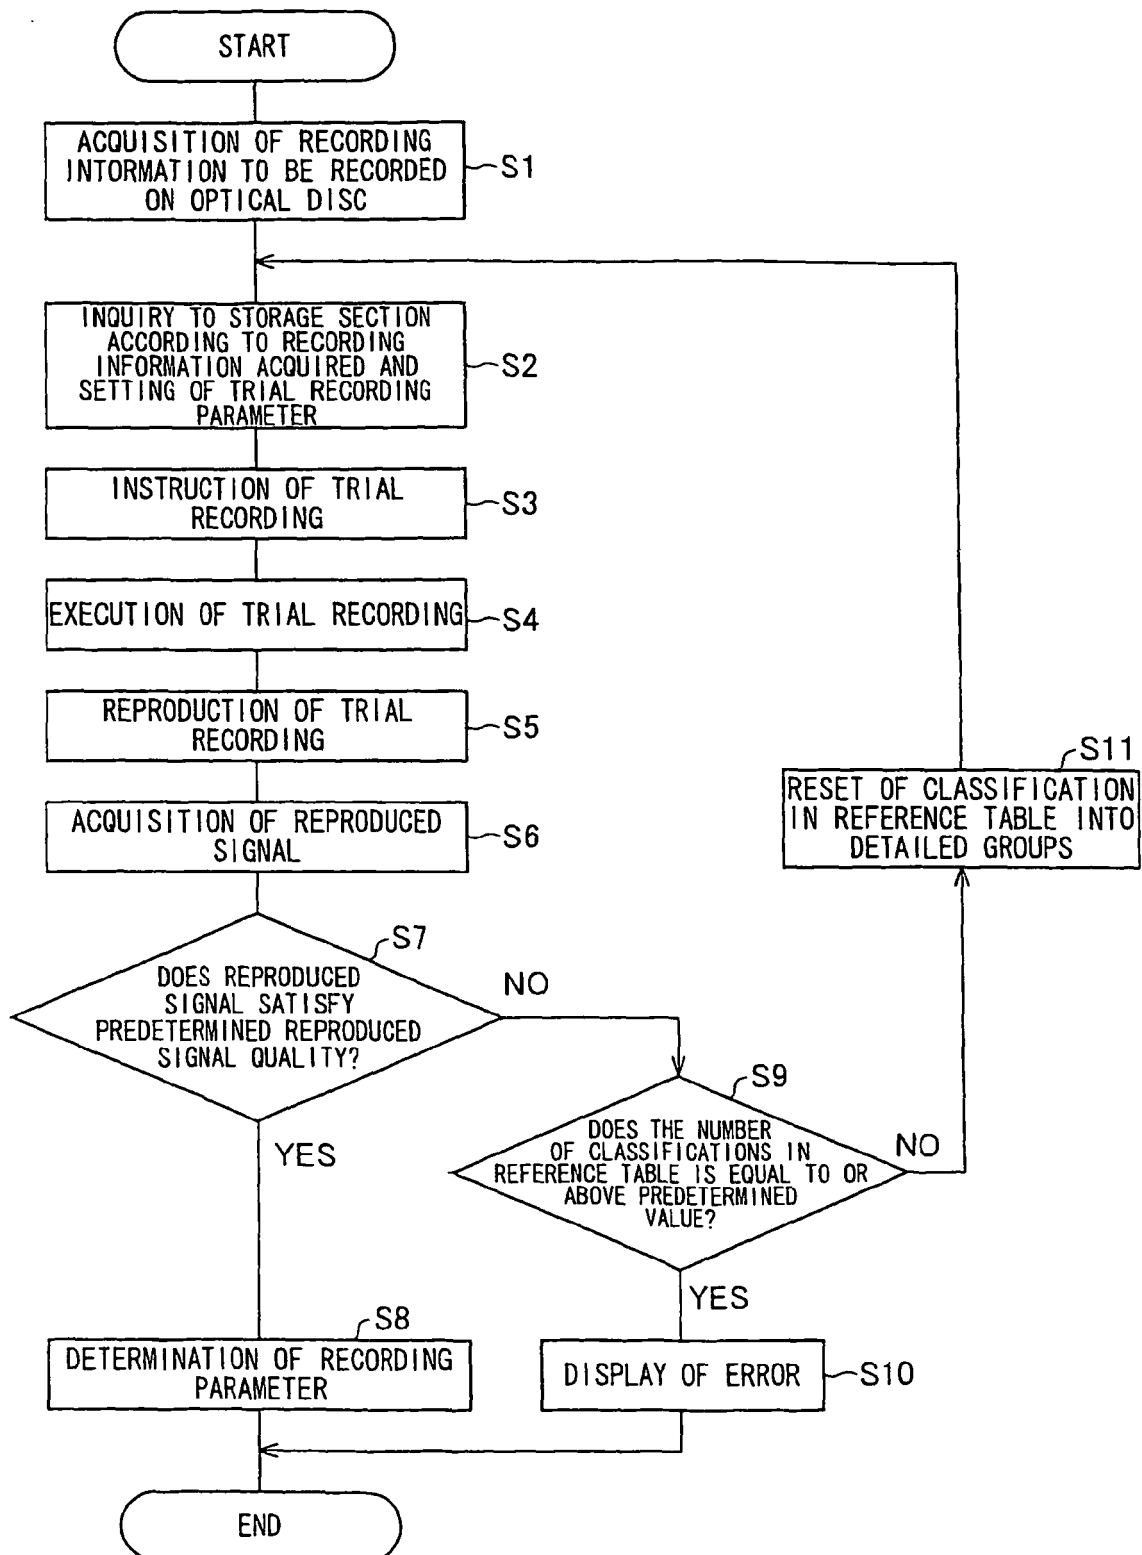 START
ACQUISITION OF RECORDING
INTORMATION TO BE RECORDED
ON OPTICAL DISC
S1
INQUIRY TO STORAGE SECTION
ACCORDING TO RECORDING
INFORMATION ACQUIRED AND
SETTING OF TRIAL RECORDING
PARAMETER
S2
INSTRUCTION OF TRIAL
RECORDING
S3
EXECUTION OF TRIAL RECORDING
S4
REPRODUCTION OF TRIAL
RECORDING
S5
ACQUISITION OF REPRODUCED
SIGNAL
S6
S11
RESET OF CLASSIFICATION
IN REFERENCE TABLE INTO
DETAILED GROUPS
S7
DOES REPRODUCED
SIGNAL SATISFY
PREDETERMINED REPRODUCED
SIGNAL QUALITY?
NO
YES
S9
DOES THE NUMBER
OF CLASSIFICATIONS IN
REFERENCE TABLE IS EQUAL TO OR
ABOVE PREDETERMINED
VALUE?
NO
YES
S8
DETERMINATION OF RECORDING
PARAMETER
DISPLAY OF ERROR
S10
END